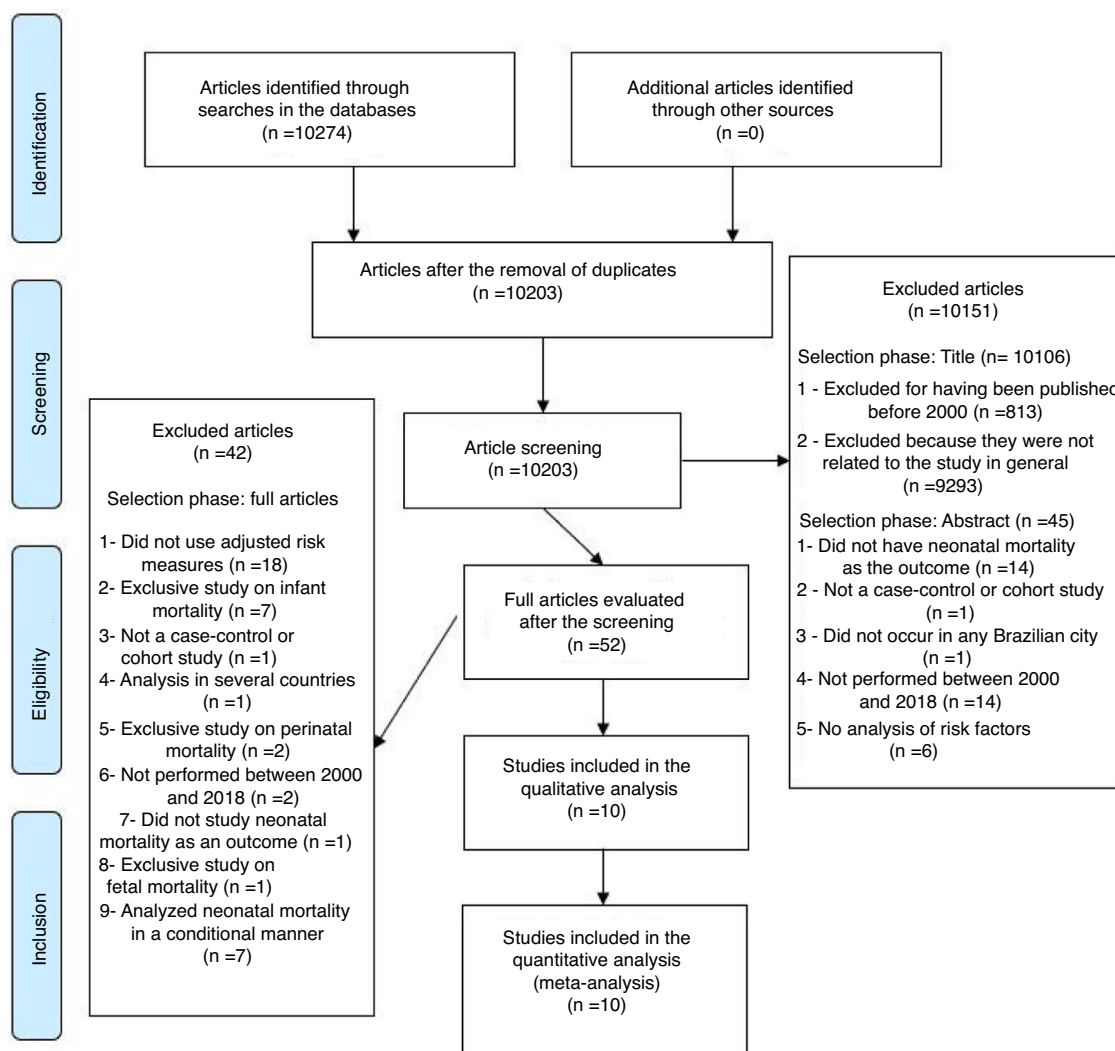 Identification
Articles identified through
searches in the databases
(n =10274)
Additional articles identified
through other sources
(n =0)
Articles after the removal of duplicates
(n =10203)
Screening
Article screening
(n =10203)
Excluded articles
(n =10151)
Selection phase: Title (n= 10106)
1 - Excluded for having been published
before 2000 (n =813)
2 - Excluded because they were not
related to the study in general
(n =9293)
Selection phase: Abstract (n =45)
1- Did not have neonatal mortality
as the outcome (n =14)
2 - Not a case-control or cohort study
(n =1)
3 - Did not occur in any Brazilian city
(n =1)
4- Not performed between 2000
and 2018 (n =14)
5- No analysis of risk factors
(n =6)
Excluded articles
(n =42)
Selection phase: full articles
1- Did not use adjusted risk
measures (n =18)
2- Exclusive study on infant
mortality (n =7)
3- Not a case-control or
cohort study (n =1)
4- Analysis in several countries
(n =1)
5- Exclusive study on perinatal
mortality (n =2)
6- Not performed between 2000
and 2018 (n =2)
7- Did not study neonatal
mortality as an outcome (n =1)
8- Exclusive study on
fetal mortality (n =1)
9- Analyzed neonatal mortality
in a conditional manner
(n =7)
Eligibility
Full articles evaluated
after the screening
(n =52)
Studies included in the
qualitative analysis
(n =10)
Inclusion
Studies included in the
quantitative analysis
(meta-analysis)
(n =10)